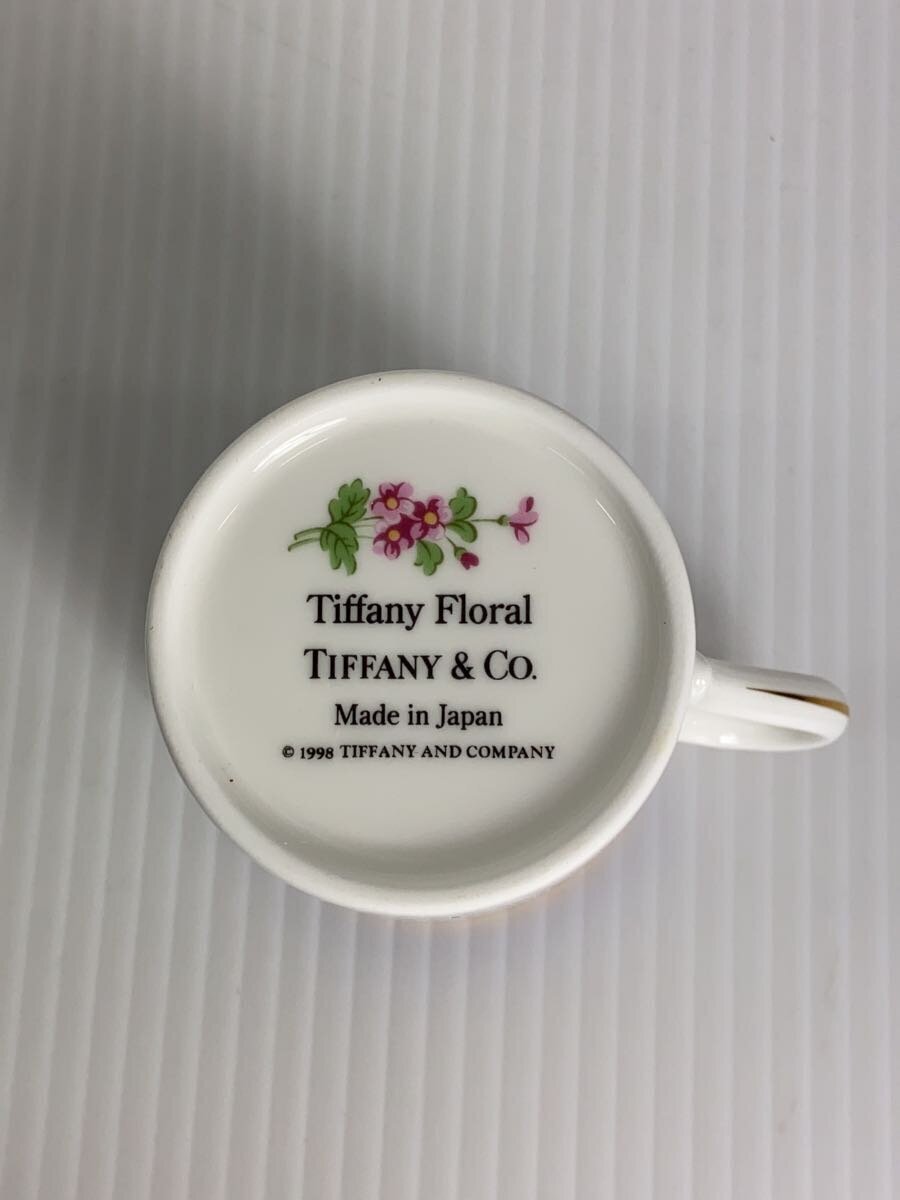 Tiffany Floral
TIFFANY & CO.
Made in Japan
© 1998 TIFFANY AND COMPANY